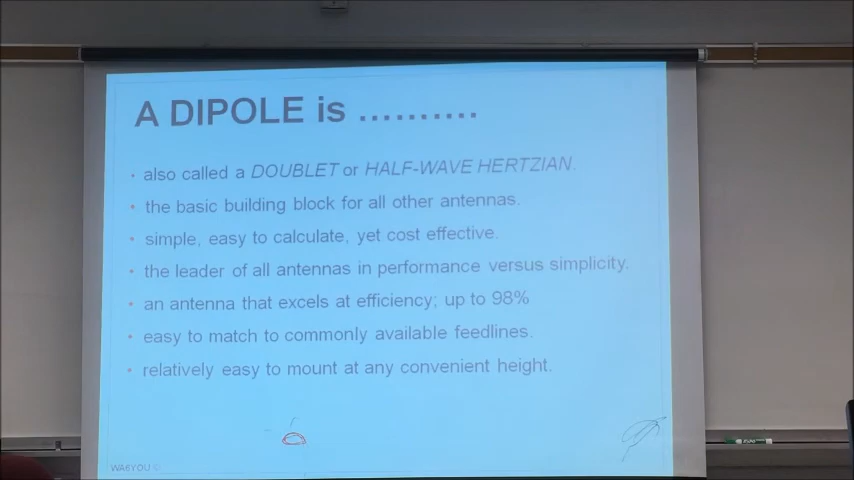 A DIPOLE is ..........
• also called a DOUBLET or HALF-WAVE HERTZIAN.
• the basic building block for all other antennas.
• simple, easy to calculate, yet cost effective.
• the leader of all antennas in performance versus simplicity.
• an antenna that excels at efficiency; up to 98%
• easy to match to commonly available feedlines.
• relatively easy to mount at any convenient height.